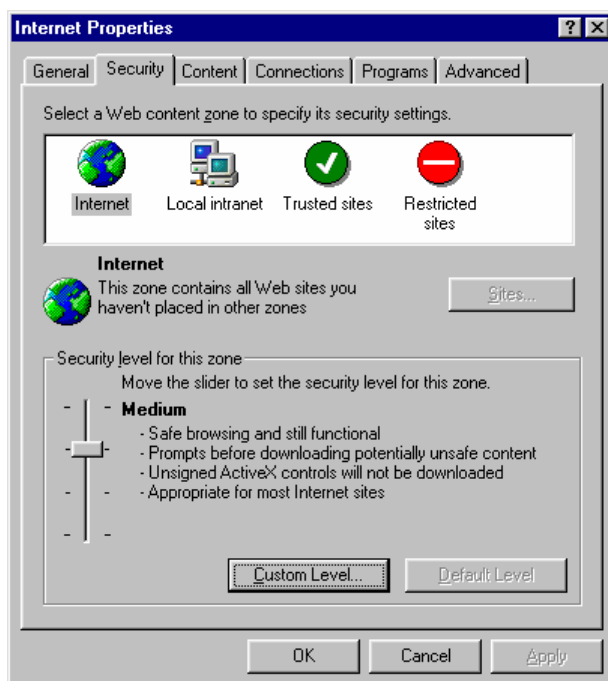 Internet Properties
General Security Content Connections Programs Advanced
Select a Web content zone to specify its security settings.
Internet Local intranet Trusted sites Restricted
sites
Internet
This zone contains all Web sites you
haven't placed in other zones
Sites...
Security level for this zone
Move the slider to set the security level for this zone.
Medium
- Safe browsing and still functional
- Prompts before downloading potentially unsafe content
- Unsigned ActiveX controls will not be downloaded
- Appropriate for most Internet sites
Custom Level... Default Level
OK Cancel Apply